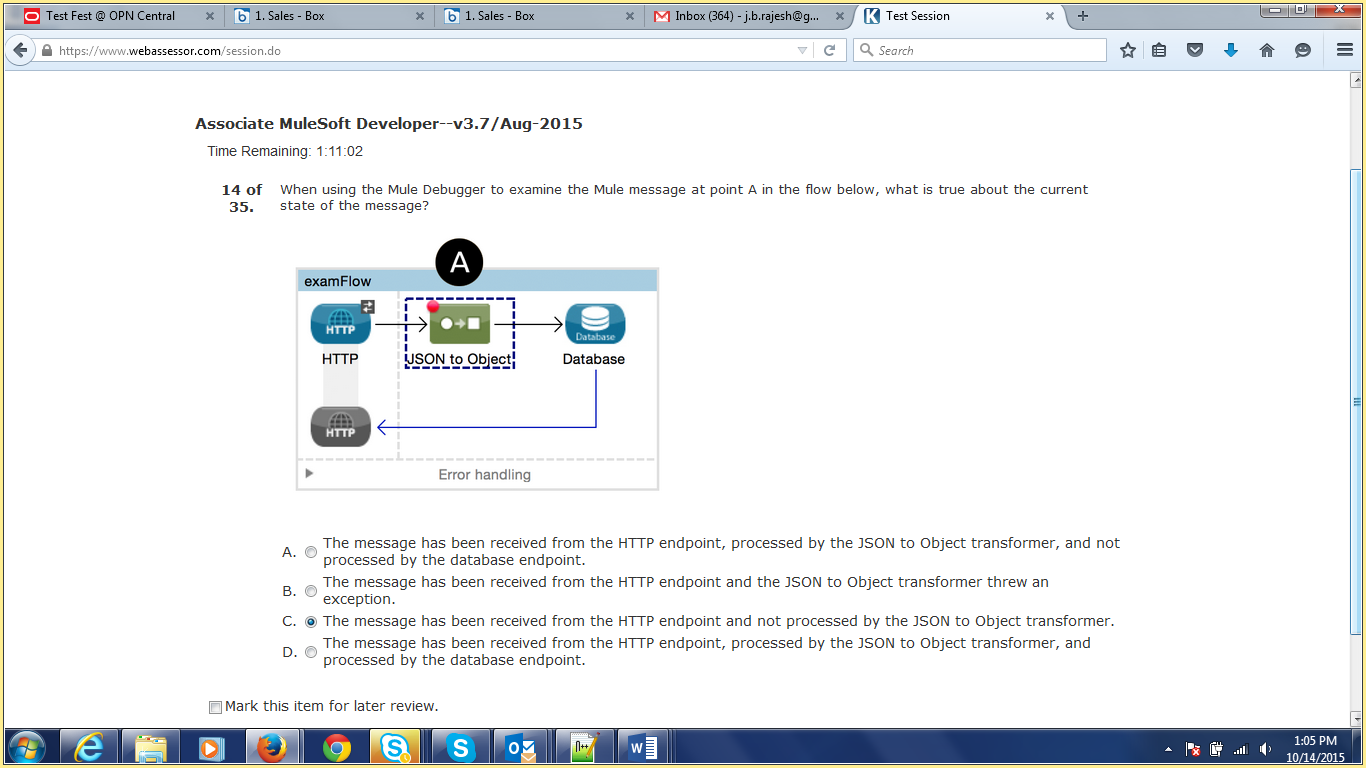 Test Fest @ OPN Central
1. Sales - Box
1. Sales - Box
Inbox (364) - j.b.rajesh@g...
Test Session
https://www.webassessor.com/session.do
Search
Associate MuleSoft Developer--v3.7/Aug-2015
Time Remaining: 1:11:02
14 of
35.
When using the Mule Debugger to examine the Mule message at point A in the flow below, what is true about the current
state of the message?
A
examFlow
HTTP
Database
HTTP
JSON to Object
Database
HTTP
Error handling
A.
The message has been received from the HTTP endpoint, processed by the JSON to Object transformer, and not
processed by the database endpoint.
B.
The message has been received from the HTTP endpoint and the JSON to Object transformer threw an
exception.
C.
The message has been received from the HTTP endpoint and not processed by the JSON to Object transformer.
D.
The message has been received from the HTTP endpoint, processed by the JSON to Object transformer, and
processed by the database endpoint.
Mark this item for later review.
1:05 PM
10/14/2015